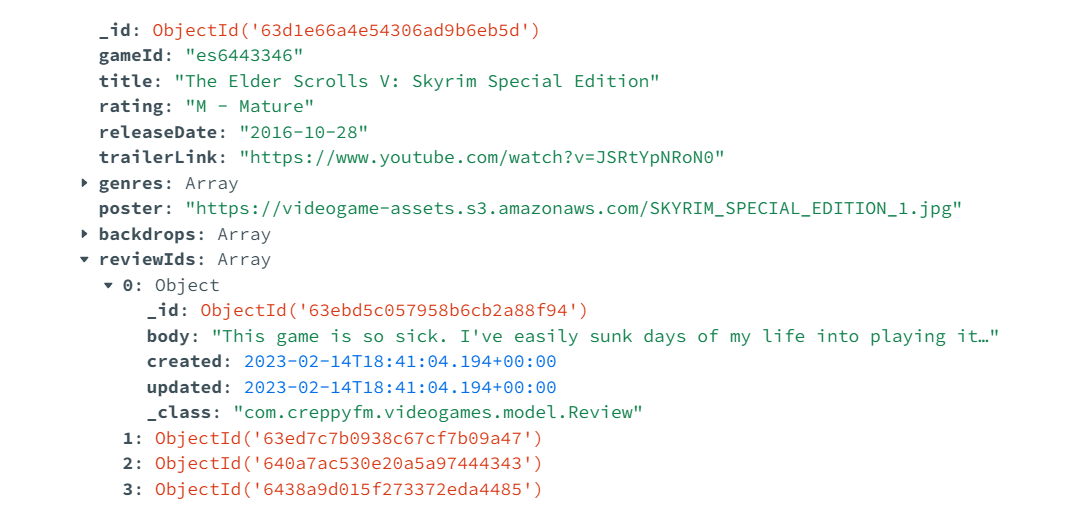 _id: ObjectId('63d1e66a4e54306ad9b6eb5d')
gameId: "es6443346"
title: "The Elder Scrolls V: Skyrim Special Edition"
rating: "M - Mature"
releaseDate: "2016-10-28"
trailerLink: "https://www.youtube.com/watch?v=JSRtYpNRoN0"
genres: Array
poster: "https://videogame-assets.s3.amazonaws.com/SKYRIM_SPECIAL_EDITION_1.jpg"
backdrops: Array
reviewIds: Array
0: Object
_id: ObjectId('63ebd5c057958b6cb2a88f94')
body: "This game is so sick. I've easily sunk days of my life into playing it…"
created: 2023-02-14T18:41:04.194+00:00
updated: 2023-02-14T18:41:04.194+00:00
_class: "com.creppyfm.videogames.model.Review"
1: ObjectId('63ed7c7b0938c67cf7b09a47')
2: ObjectId('640a7ac530e20a5a97444343')
3: ObjectId('6438a9d015f273372eda4485')